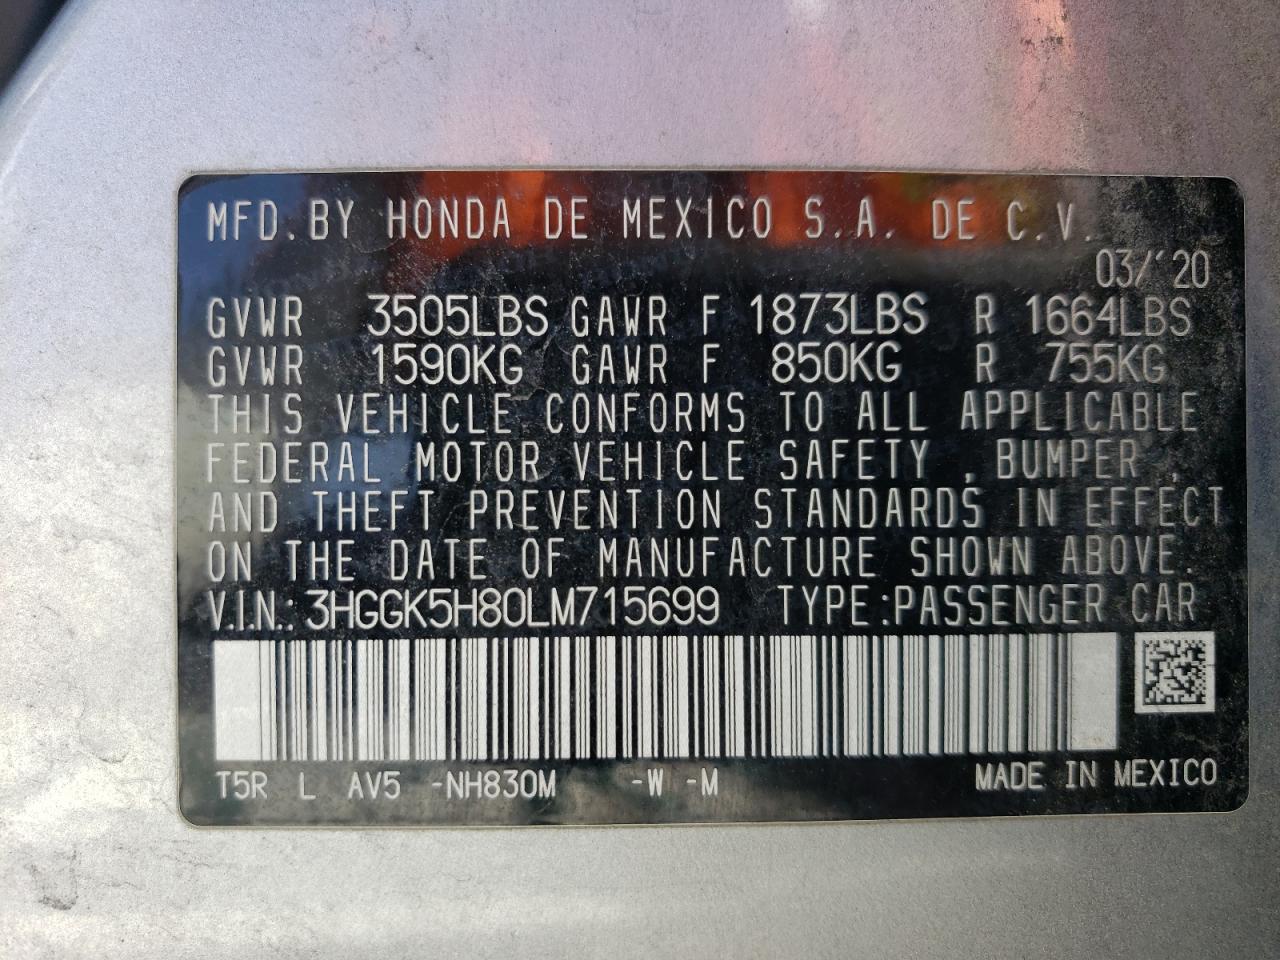 MFD.BY HONDA DE MEXICO S.A. DE C.V.
03/'20
GVWR 3505LBS GAWR F 1873LBS R 1664LBS
GVWR 1590KG GAWR F 850KG R 755KG
THIS VEHICLE CONFORMS TO ALL APPLICABLE
FEDERAL MOTOR VEHICLE SAFETY , BUMPER ,
AND THEFT PREVENTION STANDARDS IN EFFECT
ON THE DATE OF MANUFACTURE SHOWN ABOVE.
V.I.N.: 3HGGK5H80LM715699 TYPE:PASSENGER CAR
T5R L AV5 -NH830M -W -M MADE IN MEXICO